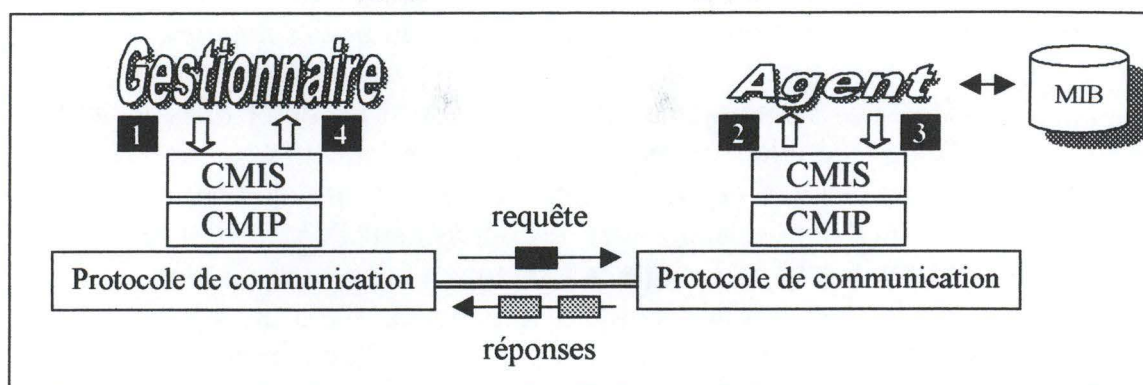 Gestionnaire
1
4
CMIS
CMIP
Protocole de communication
requête
réponses
Agent
MIB
2
3
CMIS
CMIP
Protocole de communication